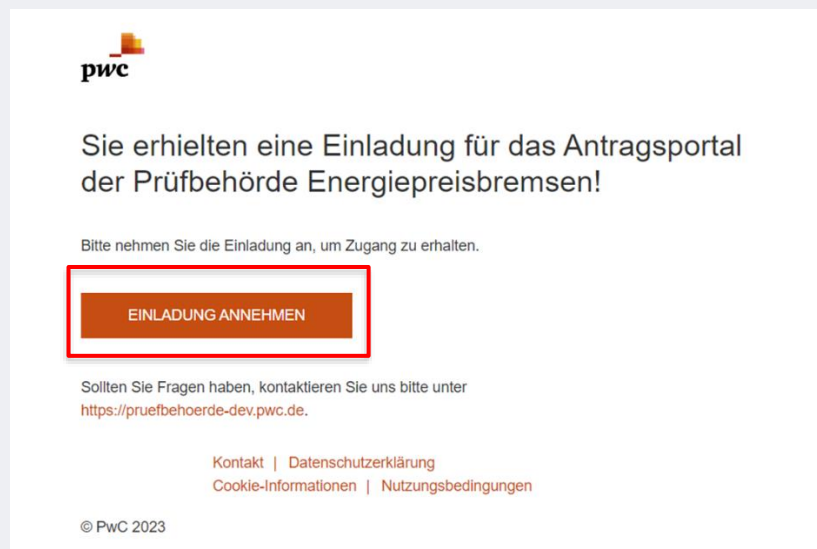 pwc
Sie erhielten eine Einladung für das Antragsportal
der Prüfbehörde Energiepreisbremsen!
Bitte nehmen Sie die Einladung an, um Zugang zu erhalten.
EINLADUNG ANNEHMEN
Sollten Sie Fragen haben, kontaktieren Sie uns bitte unter
https://pruefbehoerde-dev.pwc.de.
Kontakt | Datenschutzerklärung
Cookie-Informationen | Nutzungsbedingungen
© PwC 2023